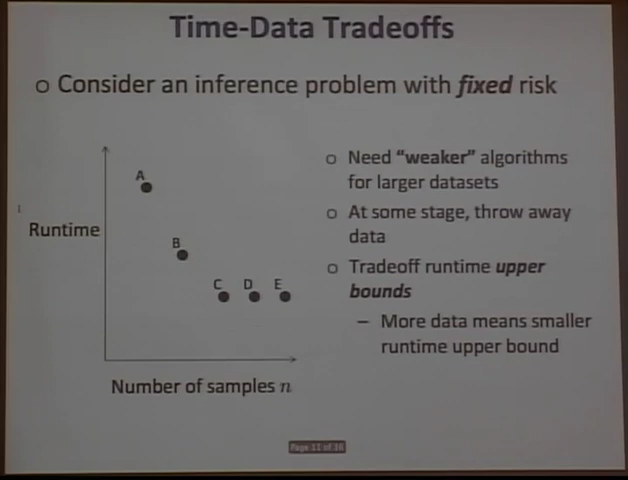 Time-Data Tradeoffs
o Consider an inference problem with fixed risk
A
B
C D E
Runtime
Number of samples n
o Need "weaker" algorithms
for larger datasets
o At some stage, throw away
data
o Tradeoff runtime upper
bounds
– More data means smaller
runtime upper bound